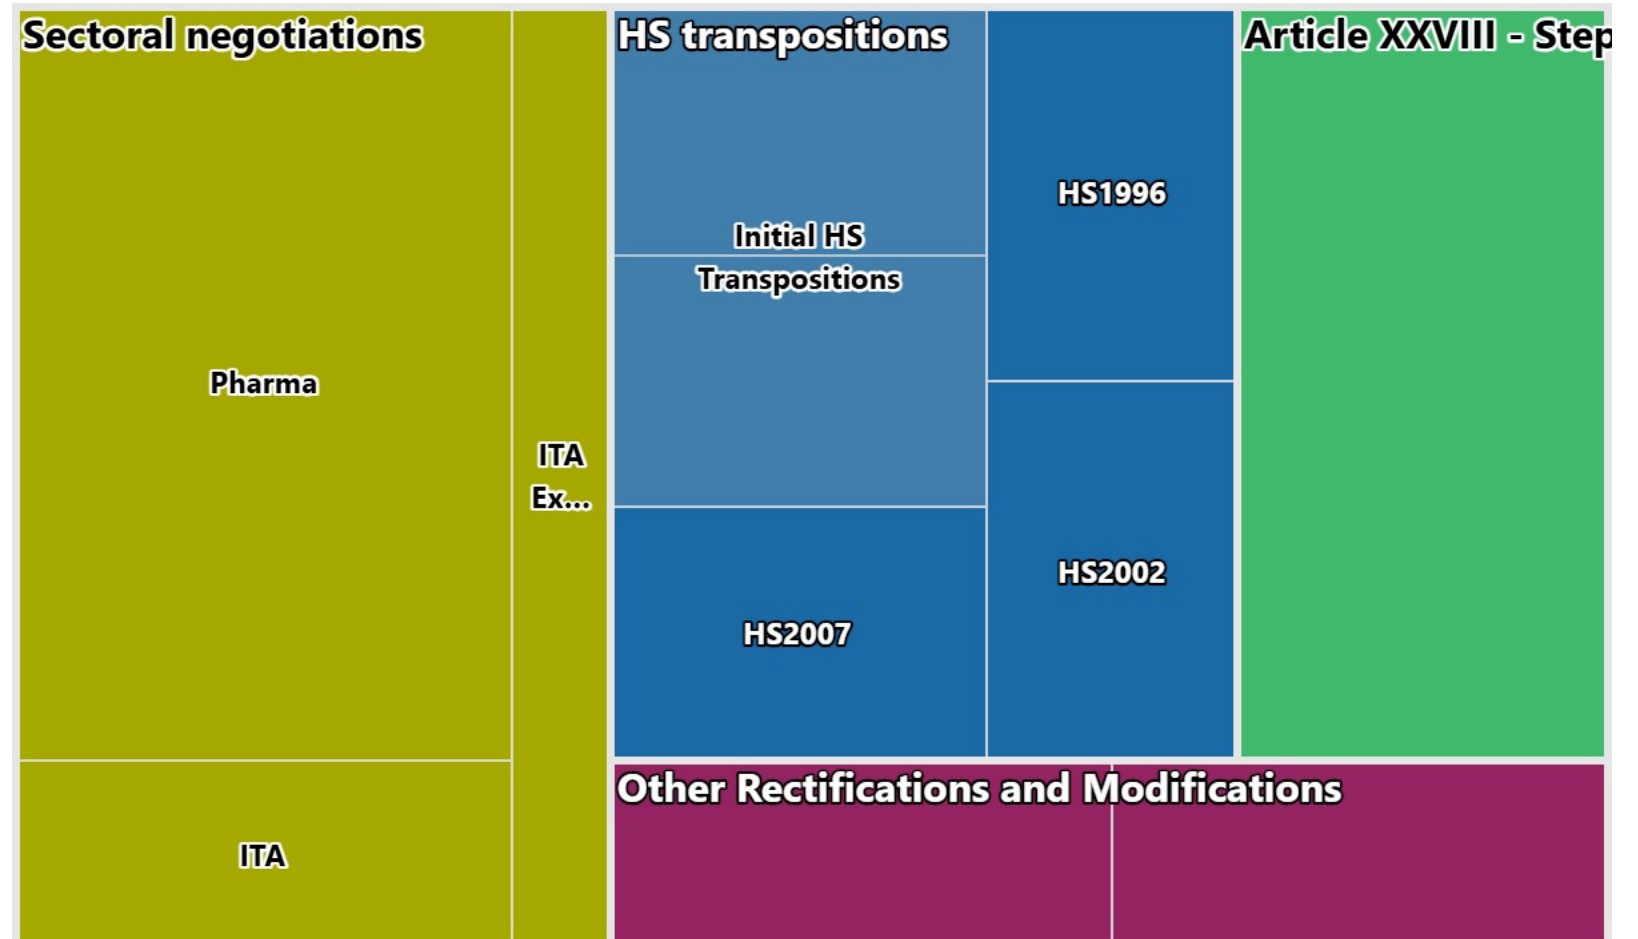 Sectoral negotiations
Pharma
ITA
Ex...
ITA
HS transpositions
Initial HS
Transpositions
HS2007
HS1996
HS2002
Article XXVIII - Step
Other Rectifications and Modifications